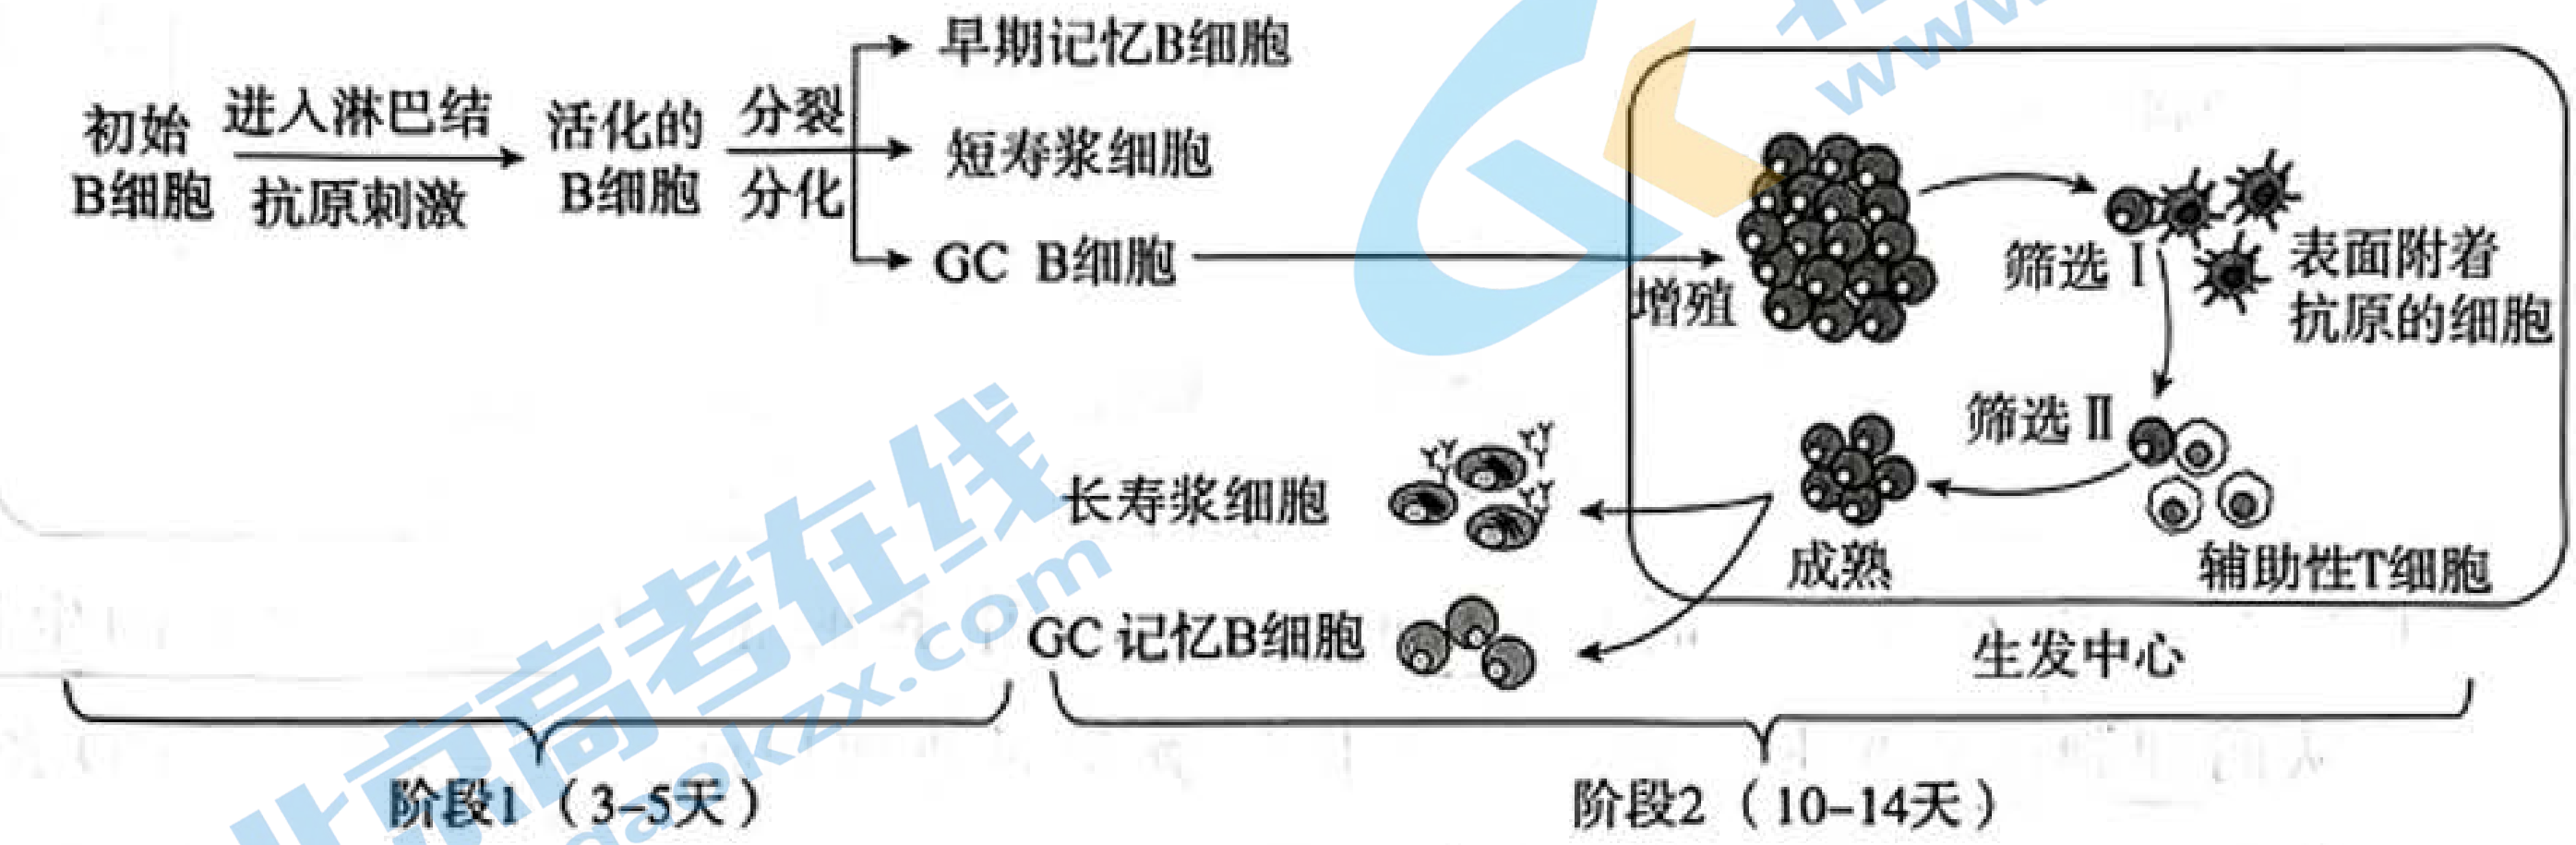 早期记忆B细胞
初始
B细胞
进入淋巴结
抗原刺激
活化的
B细胞
分裂
分化
短寿浆细胞
GC B细胞
增殖
筛选Ⅰ
表面附着
抗原的细胞
筛选Ⅱ
辅助性T细胞
成熟
长寿浆细胞
GC 记忆B细胞
生发中心
阶段1（3-5天）
阶段2（10-14天）
北京高考在线
gaokzx.com
www.